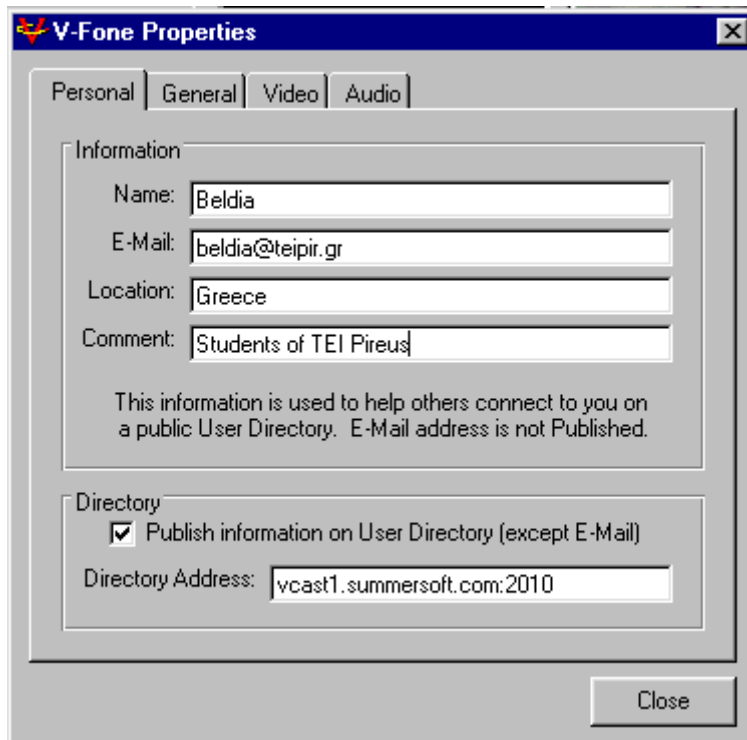 V-Fone Properties
Personal General Video Audio
Information
Name: Beldia
E-Mail: beldia@teipir.gr
Location: Greece
Comment: Students of TEI Pireus
This information is used to help others connect to you on
a public User Directory. E-Mail address is not Published.
Directory
Publish information on User Directory (except E-Mail)
Directory Address: vcast1.summersoft.com:2010
Close